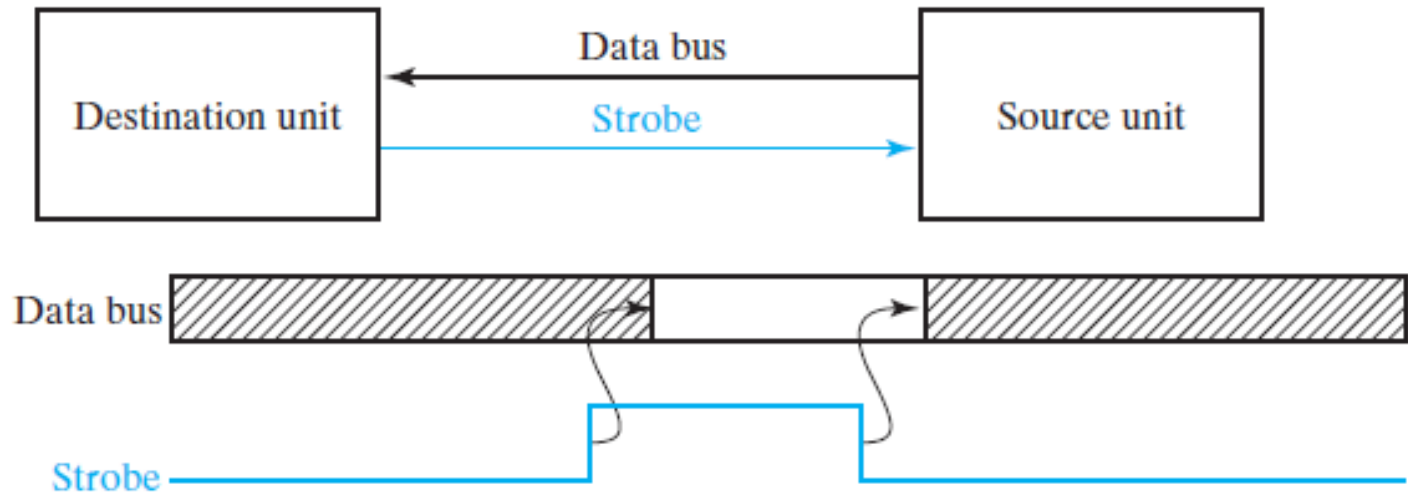 Data bus
Destination unit
Strobe
Source unit
Data bus
Strobe